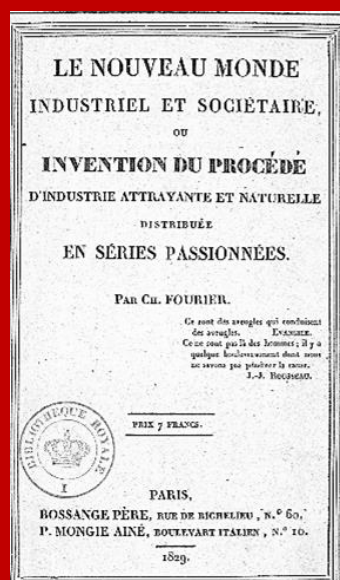 LE NOUVEAU MONDE
INDUSTRIEL ET SOCIÉTAIRE,
OU
INVENTION DU PROCÉDÉ
D'INDUSTRIE ATTRAYANTE ET NATURELLE
DISTRIBUÉE
EN SÉRIES PASSIONNÉES.
PAR CH. FOURIER.
Ce sont des aveugles qui conduisent
des aveugles. EVANGILE.
Ce ne sont pas là des hommes ; il y a
quelque bouleversement dont nous
ne savons pas pénétrer la cause.
J.-J. ROUSSEAU.
PRIX 7 FRANCS.
BIBLIOTHEQUE ROYALE
I
PARIS,
BOSSANGE PÈRE, RUE DE RICHELIEU, N.º 60.
P. MONGIE AINÉ, BOULEVART ITALIEN, N.º 10.
1829.